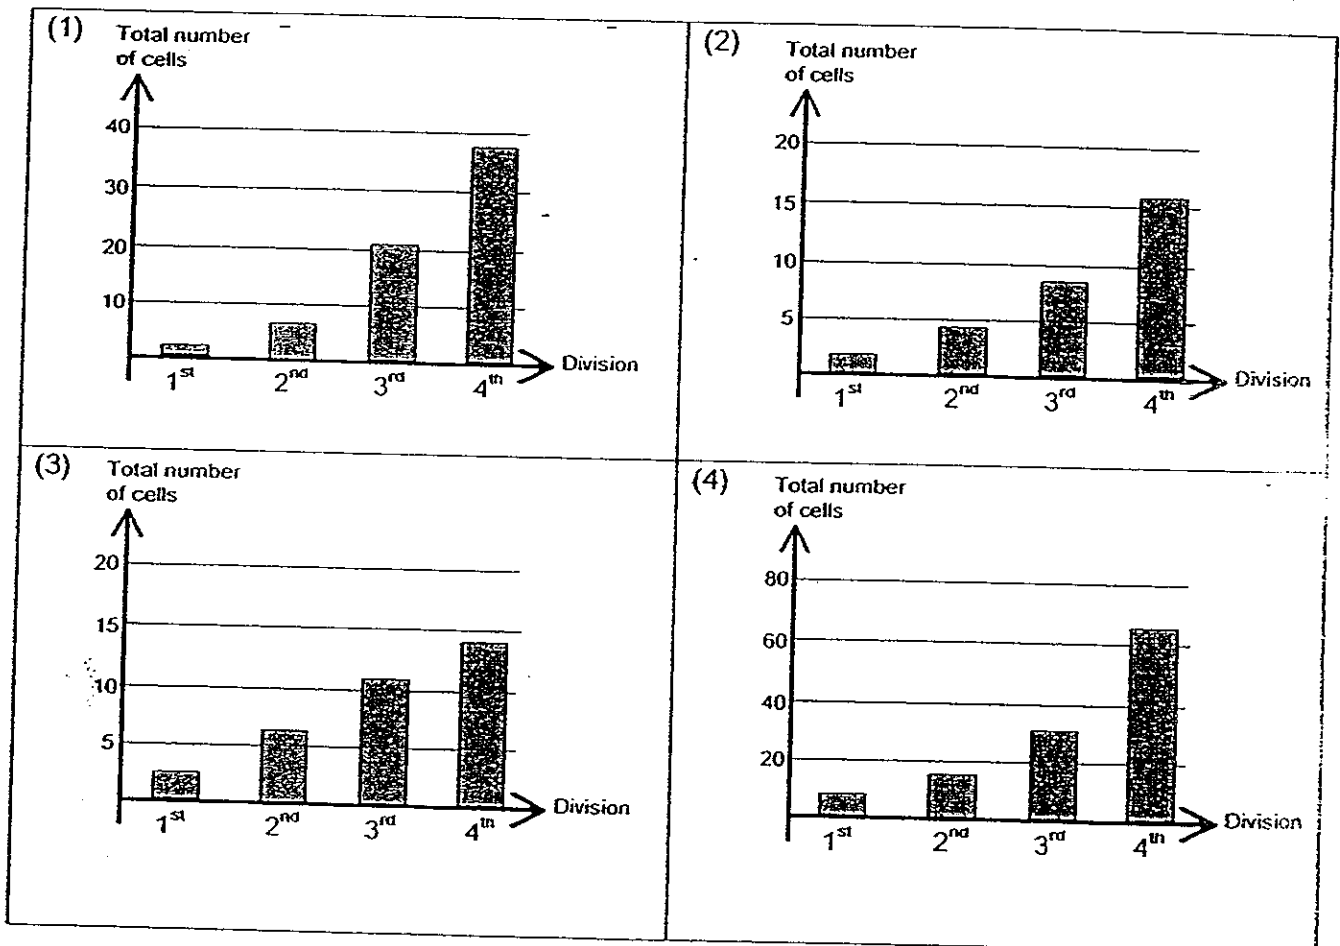 (1)
Total number
of cells
40
30
20
10
1st
2nd
3rd
4th
Division
(2)
Total number
of cells
20
15
10
5
1st
2nd
3rd
4th
Division
(3)
Total number
of cells
20
15
10
5
1st
2nd
3rd
4th
Division
(4)
Total number
of cells
80
60
40
20
1st
2nd
3rd
4th
Division